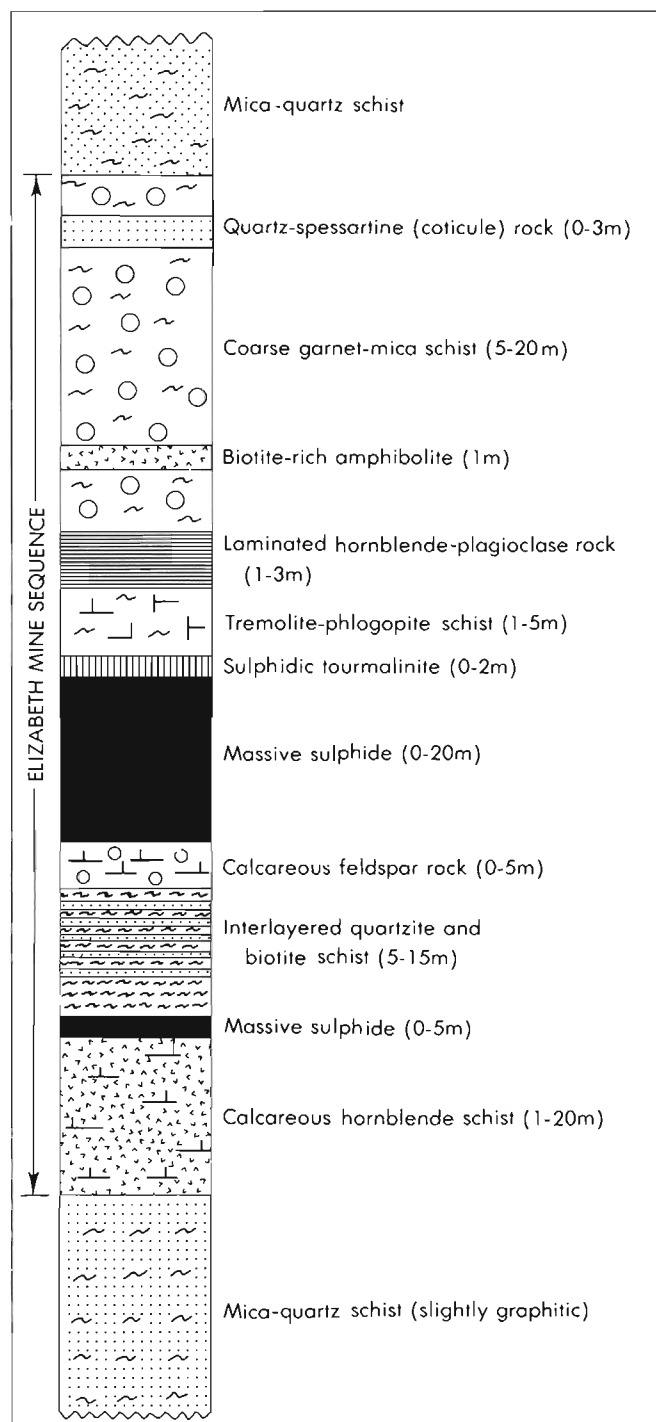 Mica-quartz schist
Quartz-spessartine (coticule) rock (0-3m)
Coarse garnet-mica schist (5-20m)
Biotite-rich amphibolite (1m)
Laminated hornblende-plagioclase rock
(1-3m)
Tremolite-phlogopite schist (1-5m)
Sulphidic tourmalinite (0-2m)
Massive sulphide (0-20m)
Calcareous feldspar rock (0-5m)
Interlayered quartzite and
biotite schist (5-15m)
Massive sulphide (0-5m)
Calcareous hornblende schist (1-20m)
Mica-quartz schist (slightly graphitic)
ELIZABETH MINE SEQUENCE